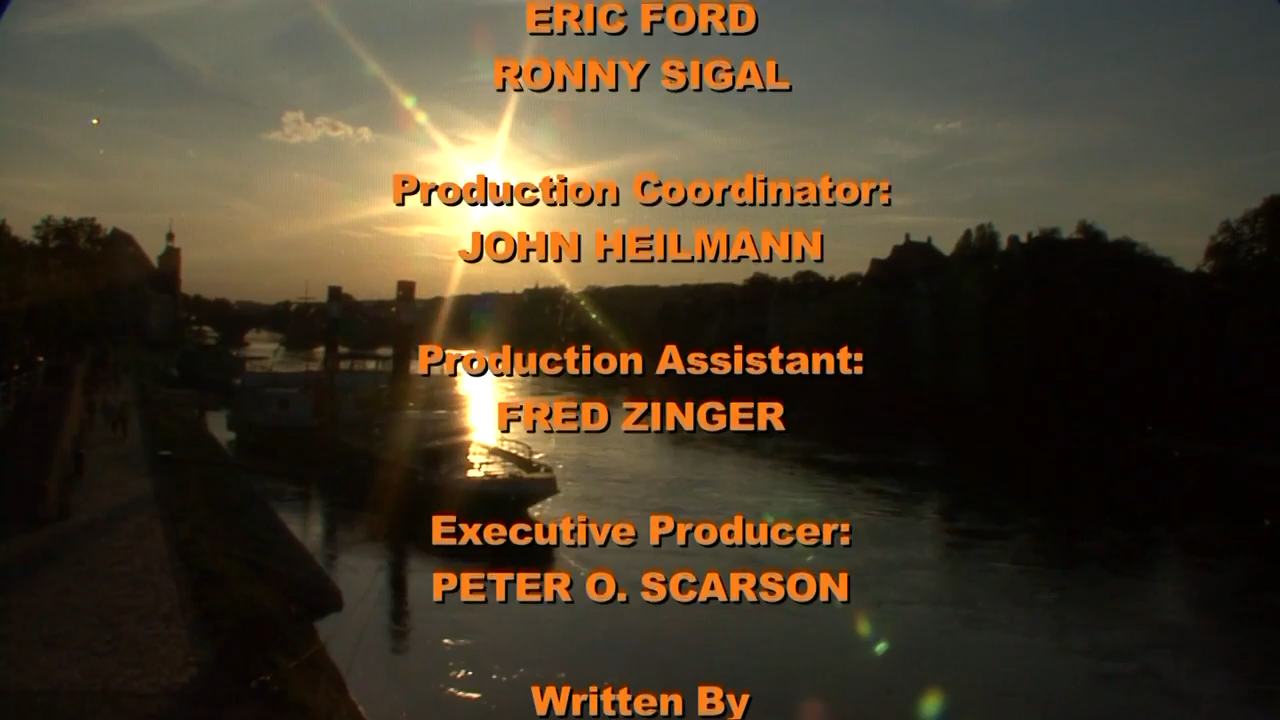 ERIC FORD
RONNY SIGAL
Production Coordinator:
JOHN HEILMANN
Production Assistant:
FRED ZINGER
Executive Producer:
PETER O. SCARSON
Written By